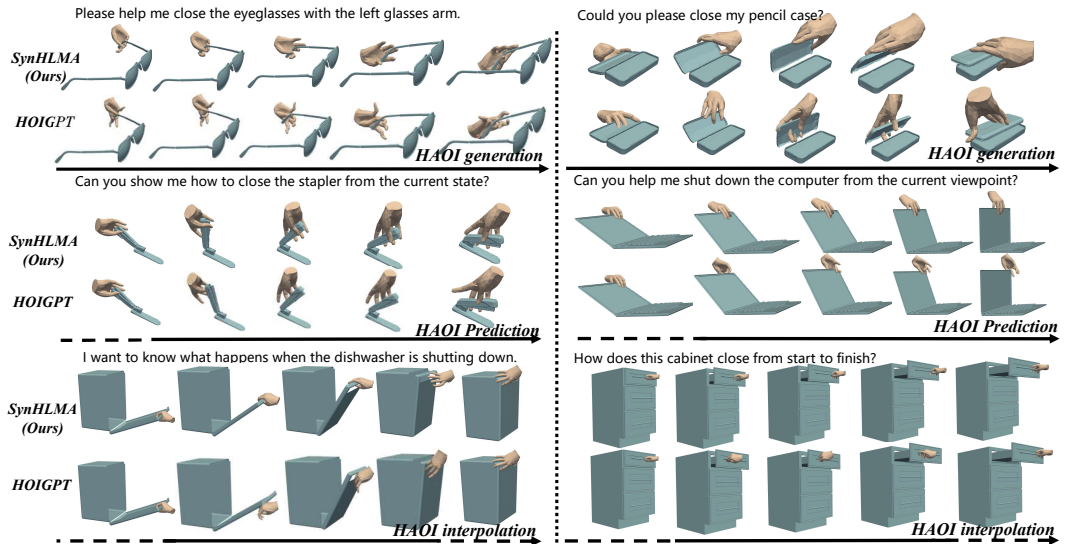 Please help me close the eyeglasses with the left glasses arm.
SynHLMA
(Ours)
HOIGPT
HAOI generation
Could you please close my pencil case?
HAOI generation
Can you show me how to close the stapler from the current state?
SynHLMA
(Ours)
HOIGPT
HAOI Prediction
Can you help me shut down the computer from the current viewpoint?
HAOI Prediction
I want to know what happens when the dishwasher is shutting down.
SynHLMA
(Ours)
HOIGPT
HAOI interpolation
How does this cabinet close from start to finish?
HAOI interpolation